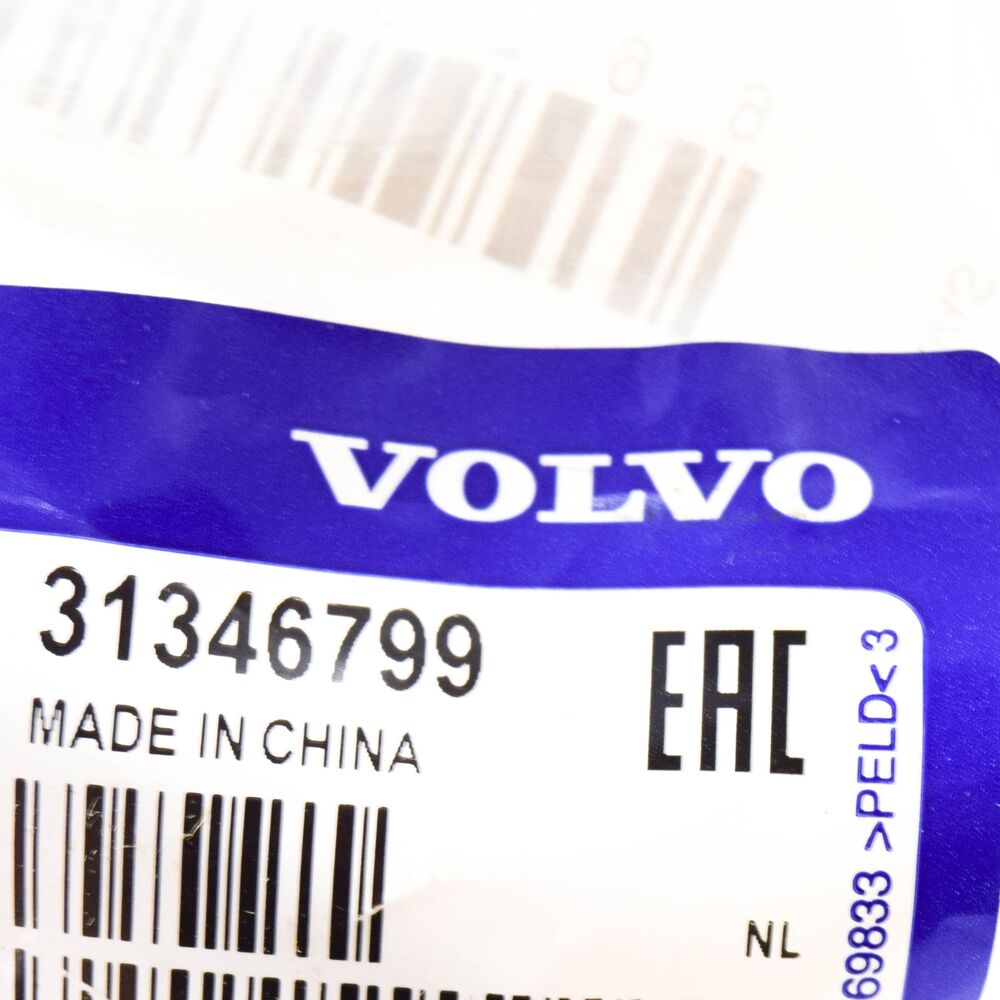 VOLVO
31346799
MADE IN CHINA
EAC
NL
69833 >PELD< 3